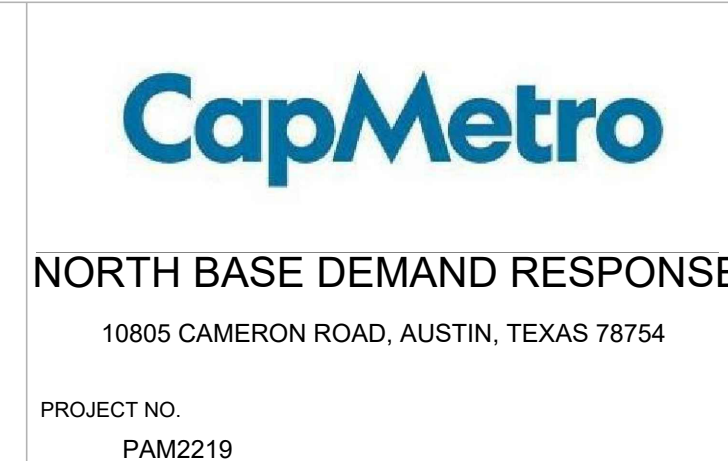 CapMetro
NORTH BASE DEMAND RESPONSE
10805 CAMERON ROAD, AUSTIN, TEXAS 78754
PROJECT NO.
PAM2219